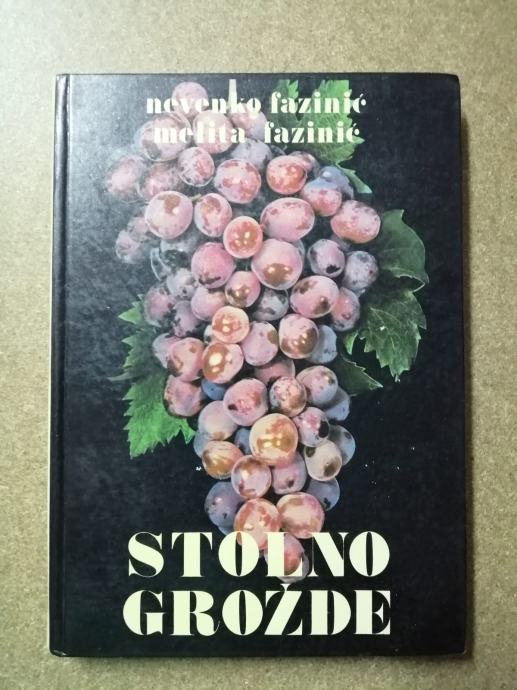 nevenko fazinić
melita fazinić
STOLNO
GROŽDE